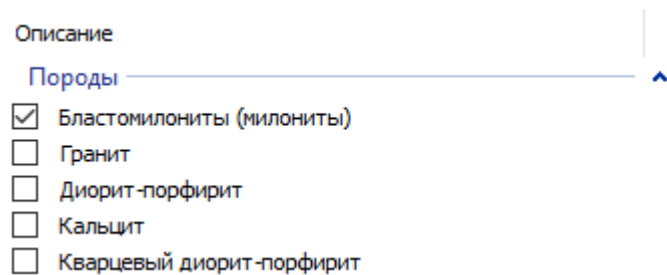 Описание
Породы
Бластомилониты (милониты)
Гранит
Диорит-порфирит
Кальцит
Кварцевый диорит-порфирит